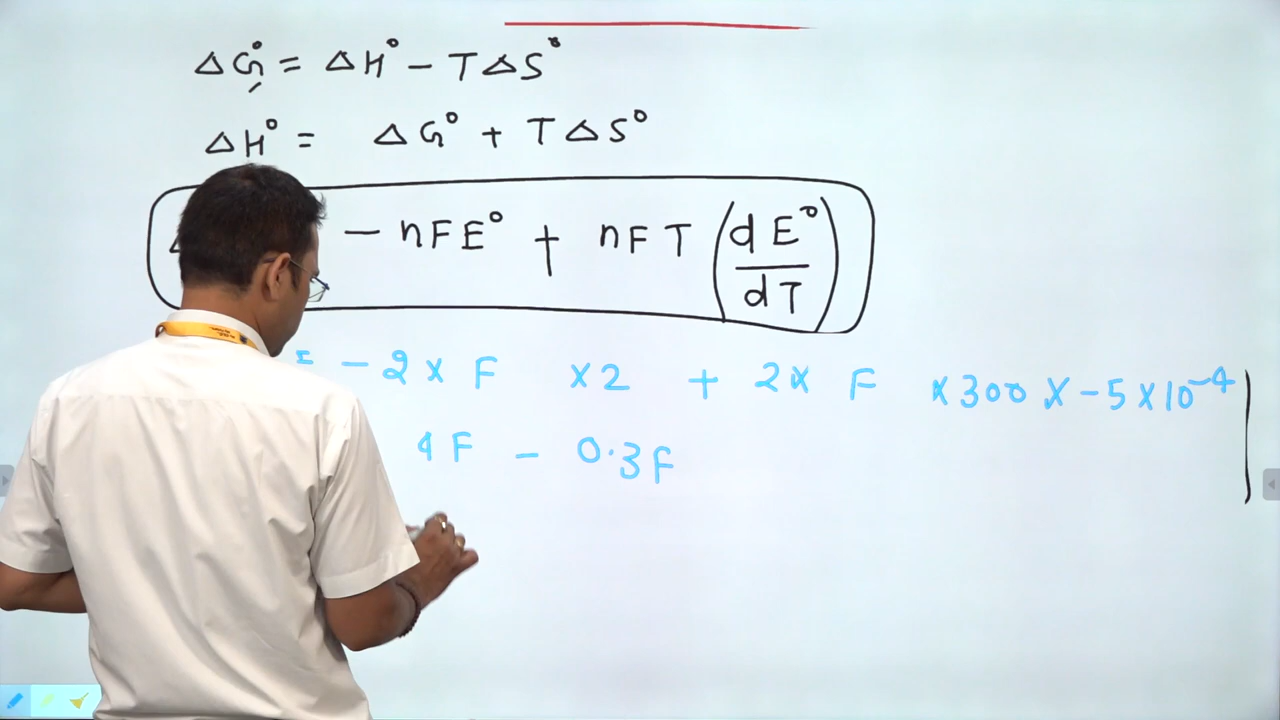 ΔG° = ΔH° − TΔS°
ΔH° = ΔG° + TΔS°
− nFE° + nFT (dE°/dT)
= − 2 × F × 2 + 2 × F × 300 × − 5 × 10⁻⁴
4F − 0.3F